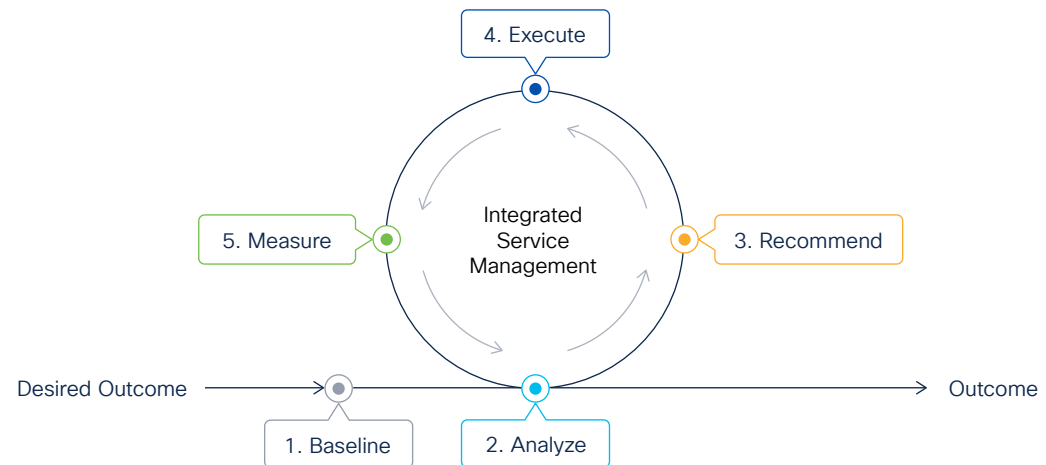 4. Execute
Integrated
Service
Management
5. Measure
3. Recommend
Desired Outcome
Outcome
1. Baseline
2. Analyze